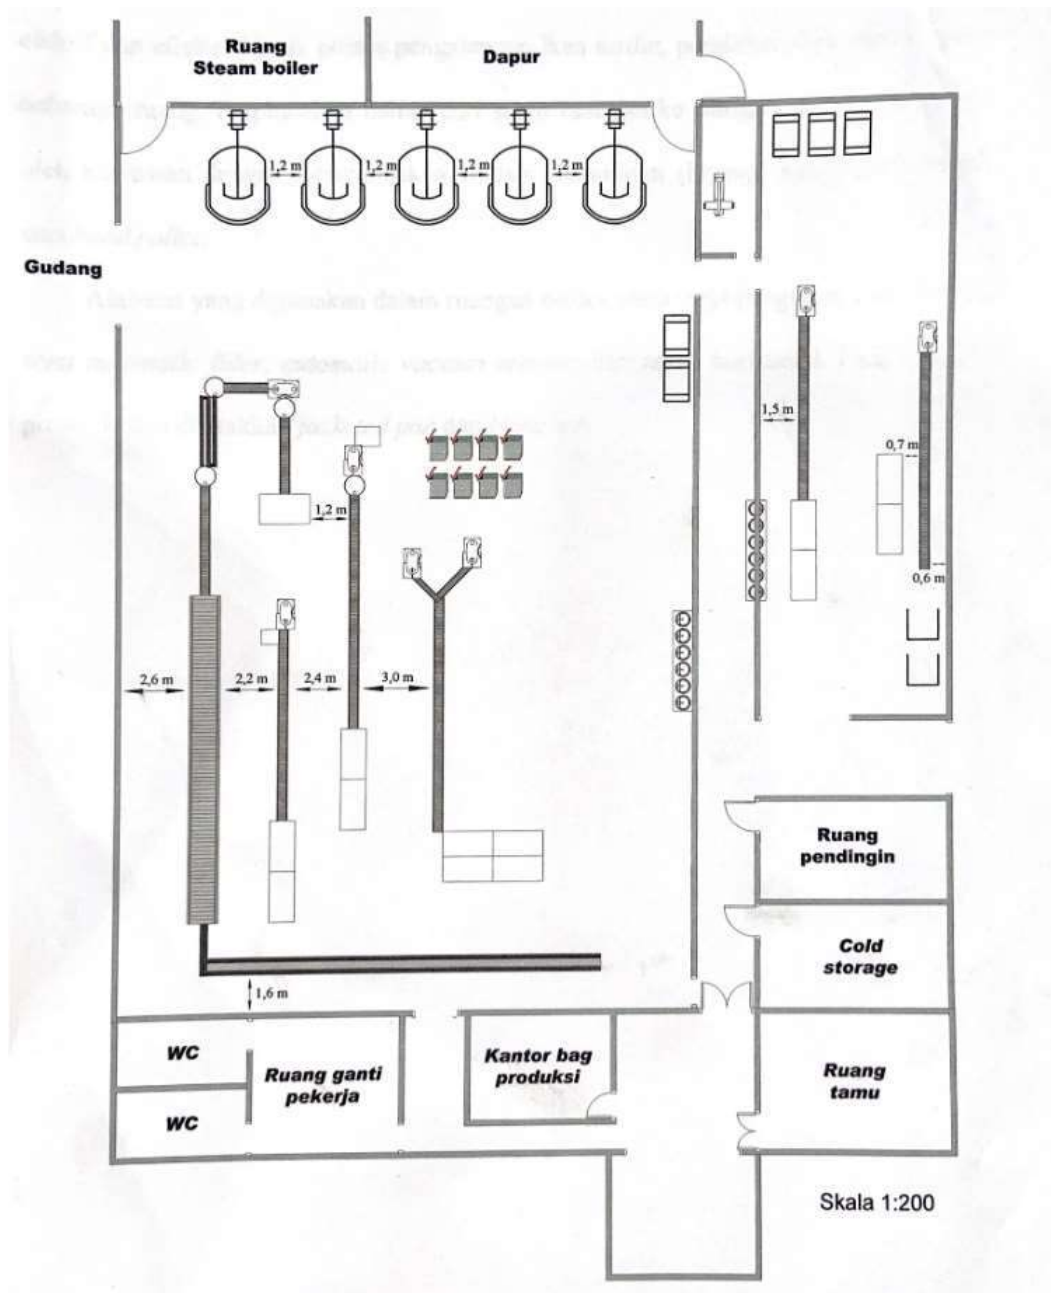 Ruang
Steam boiler
Dapur
1,2 m
1,2 m
1,2 m
1,2 m
Gudang
1,5 m
0,7 m
1,2 m
0,6 m
2,6 m
2,2 m
2,4 m
3,0 m
Ruang
pendingin
Cold
storage
1,6 m
WC
Ruang ganti
pekerja
Kantor bag
produksi
Ruang
tamu
WC
Skala 1:200